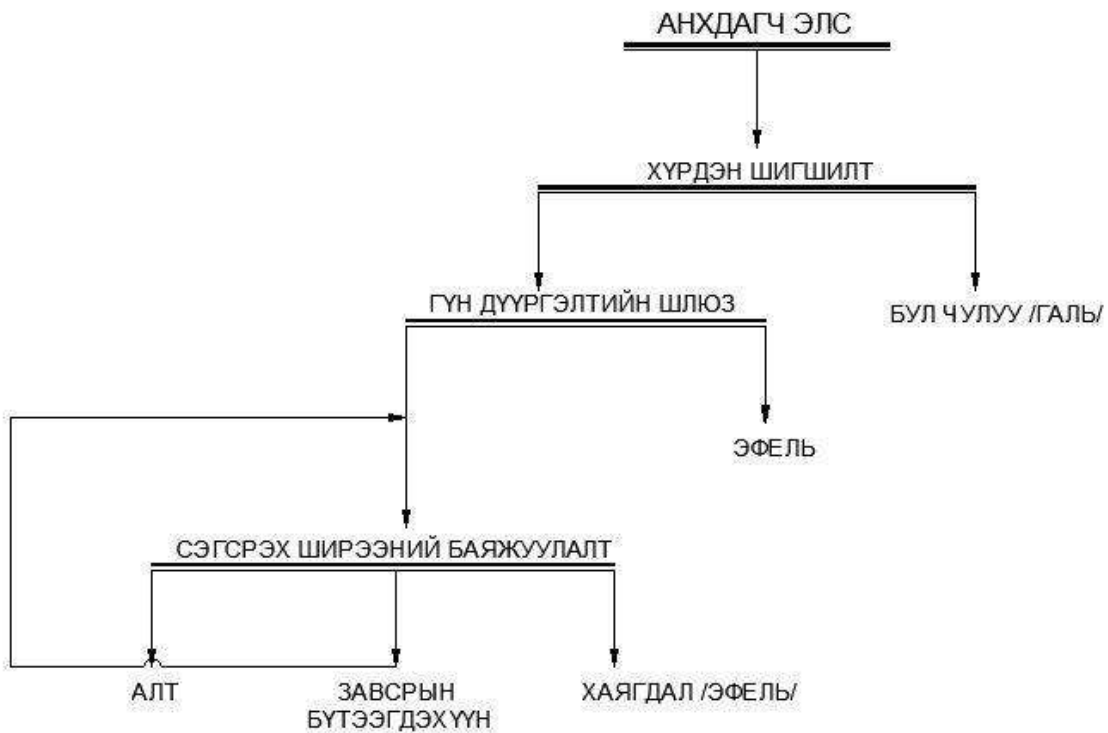 АНХДАГЧ ЭЛС
ХҮРДЭН ШИГШИЛТ
ГҮН ДҮҮРГЭЛТИЙН ШЛЮЗ
БУЛ ЧУЛУУ /ГАЛЬ/
ЭФЕЛЬ
СЭГСРЭХ ШИРЭЭНИЙ БАЯЖУУЛАЛТ
АЛТ
ЗАВСРЫН
БҮТЭЭГДЭХҮҮН
ХАЯГДАЛ /ЭФЕЛЬ/